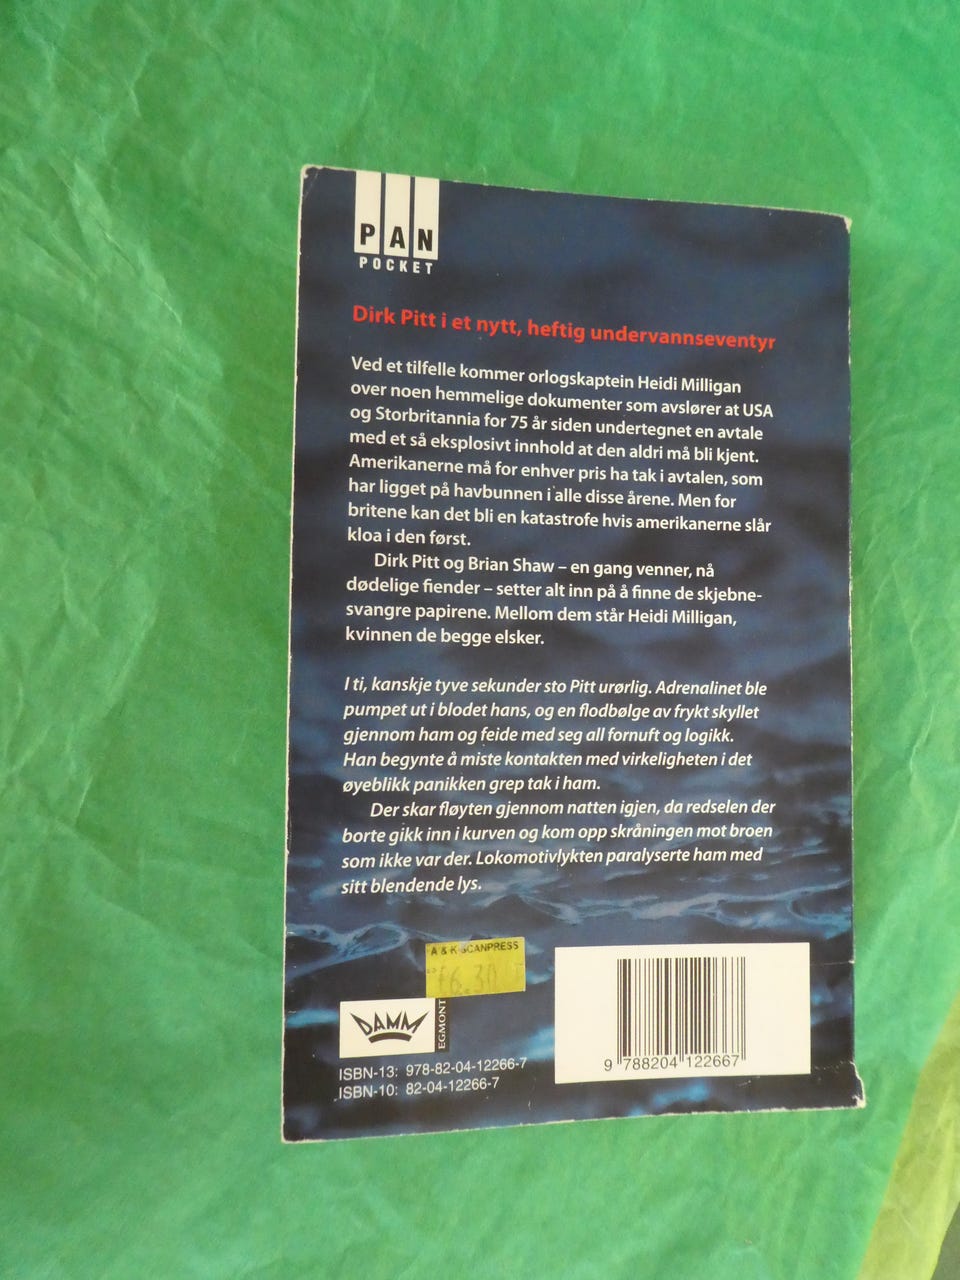 PAN
POCKET
Dirk Pitt i et nytt, heftig undervannseventyr
Ved et tilfelle kommer orlogskaptein Heidi Milligan
over noen hemmelige dokumenter som avslører at USA
og Storbritannia for 75 år siden undertegnet en avtale
med et så eksplosivt innhold at den aldri må bli kjent.
Amerikanerne må for enhver pris ha tak i avtalen, som
har ligget på havbunnen i alle disse årene. Men for
britene kan det bli en katastrofe hvis amerikanerne slår
kloa i den først.
Dirk Pitt og Brian Shaw – en gang venner, nå
dødelige fiender – setter alt inn på å finne de skjebne-
svangre papirene. Mellom dem står Heidi Milligan,
kvinnen de begge elsker.
I ti, kanskje tyve sekunder sto Pitt urørlig. Adrenalinet ble
pumpet ut i blodet hans, og en flodbølge av frykt skyllet
gjennom ham og feide med seg all fornuft og logikk.
Han begynte å miste kontakten med virkeligheten i det
øyeblikk panikken grep tak i ham.
Der skar fløyten gjennom natten igjen, da redselen der
borte gikk inn i kurven og kom opp skråningen mot broen
som ikke var der. Lokomotivlykten paralyserte ham med
sitt blendende lys.
A & K SCANPRESS
£6.30
DAMM
EGMONT
ISBN-13: 978-82-04-12266-7
ISBN-10: 82-04-12266-7
9 788204 122667